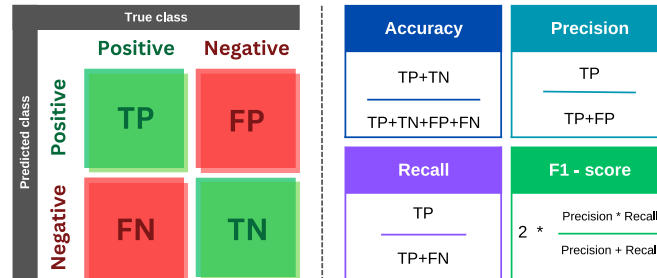 True class
Positive Negative
Predicted class
Positive
TP FP
Negative
FN TN
Accuracy
TP+TN
TP+TN+FP+FN
Precision
TP
TP+FP
Recall
TP
TP+FN
F1 - score
2 *
Precision * Recall
Precision + Recal